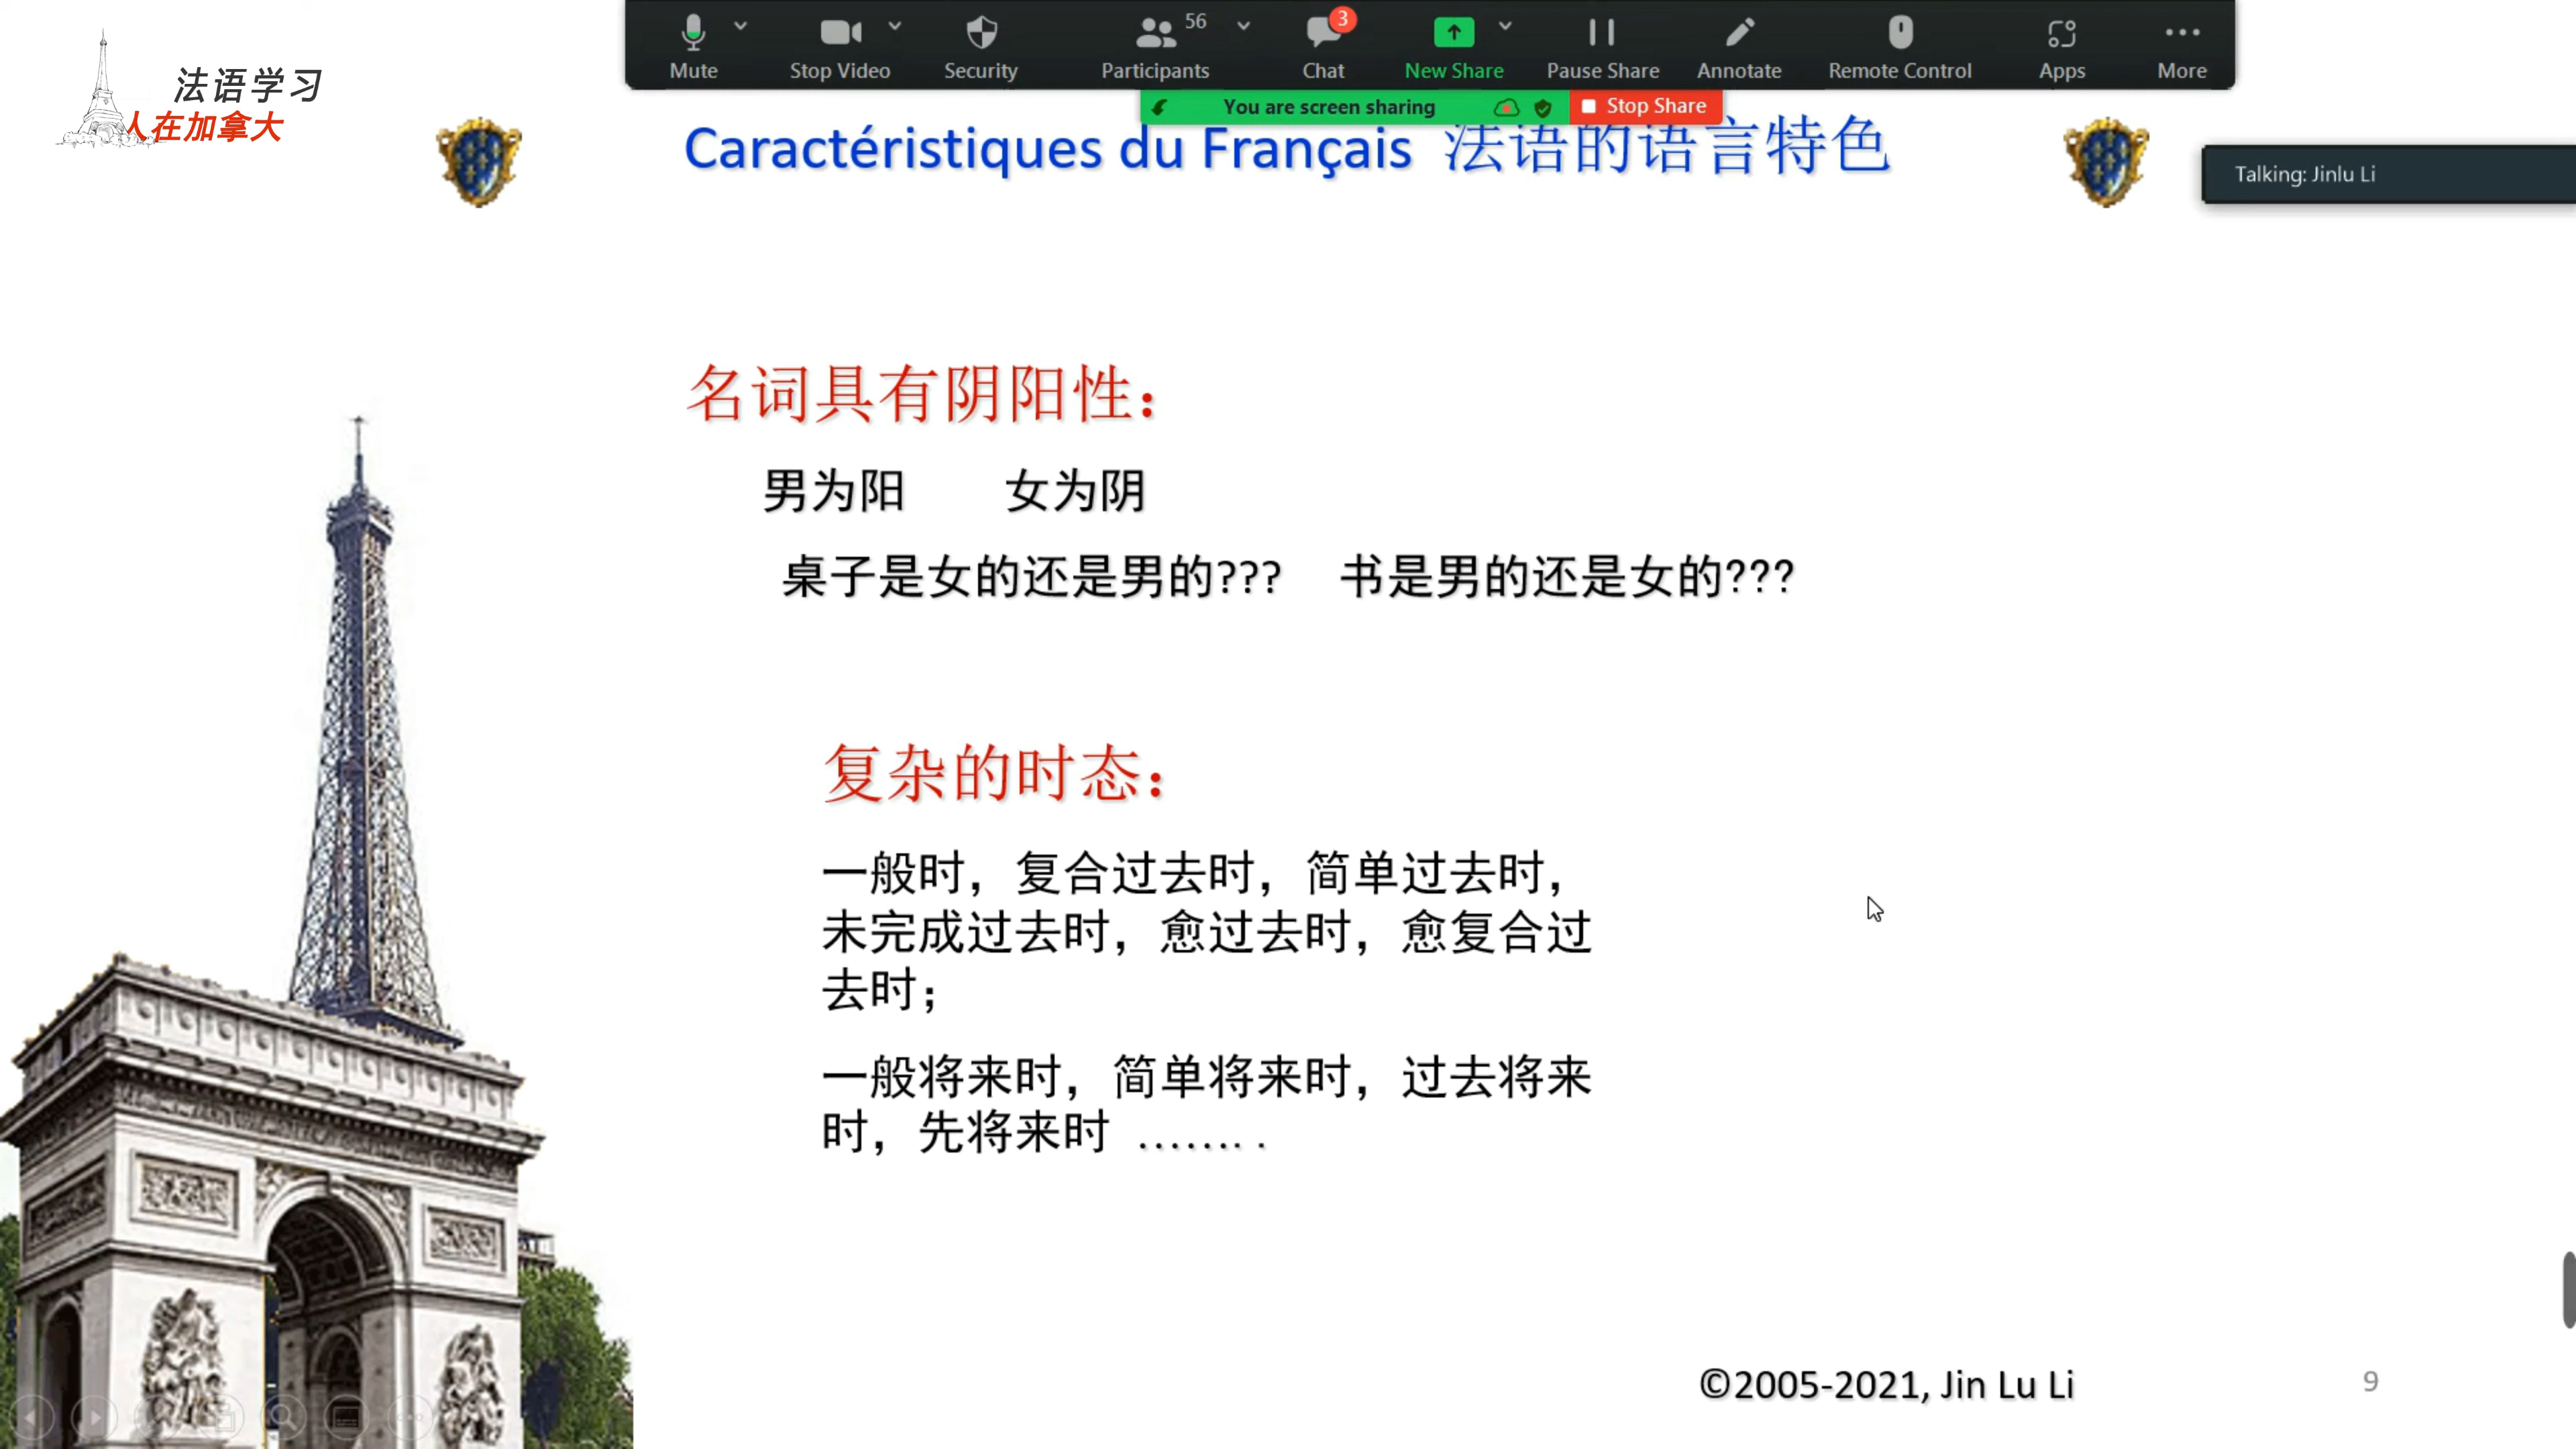 法语学习
人在加拿大
Mute
Stop Video
Security
Participants
56
Chat
3
New Share
Pause Share
Annotate
Remote Control
Apps
More
You are screen sharing
Stop Share
Caractéristiques du Français 法语的语言特色
Talking: Jinlu Li
名词具有阴阳性：
男为阳 女为阴
桌子是女的还是男的??? 书是男的还是女的???
复杂的时态：
一般时，复合过去时，简单过去时，
未完成过去时，愈过去时，愈复合过
去时；
一般将来时，简单将来时，过去将来
时，先将来时 ........
©2005-2021, Jin Lu Li
9